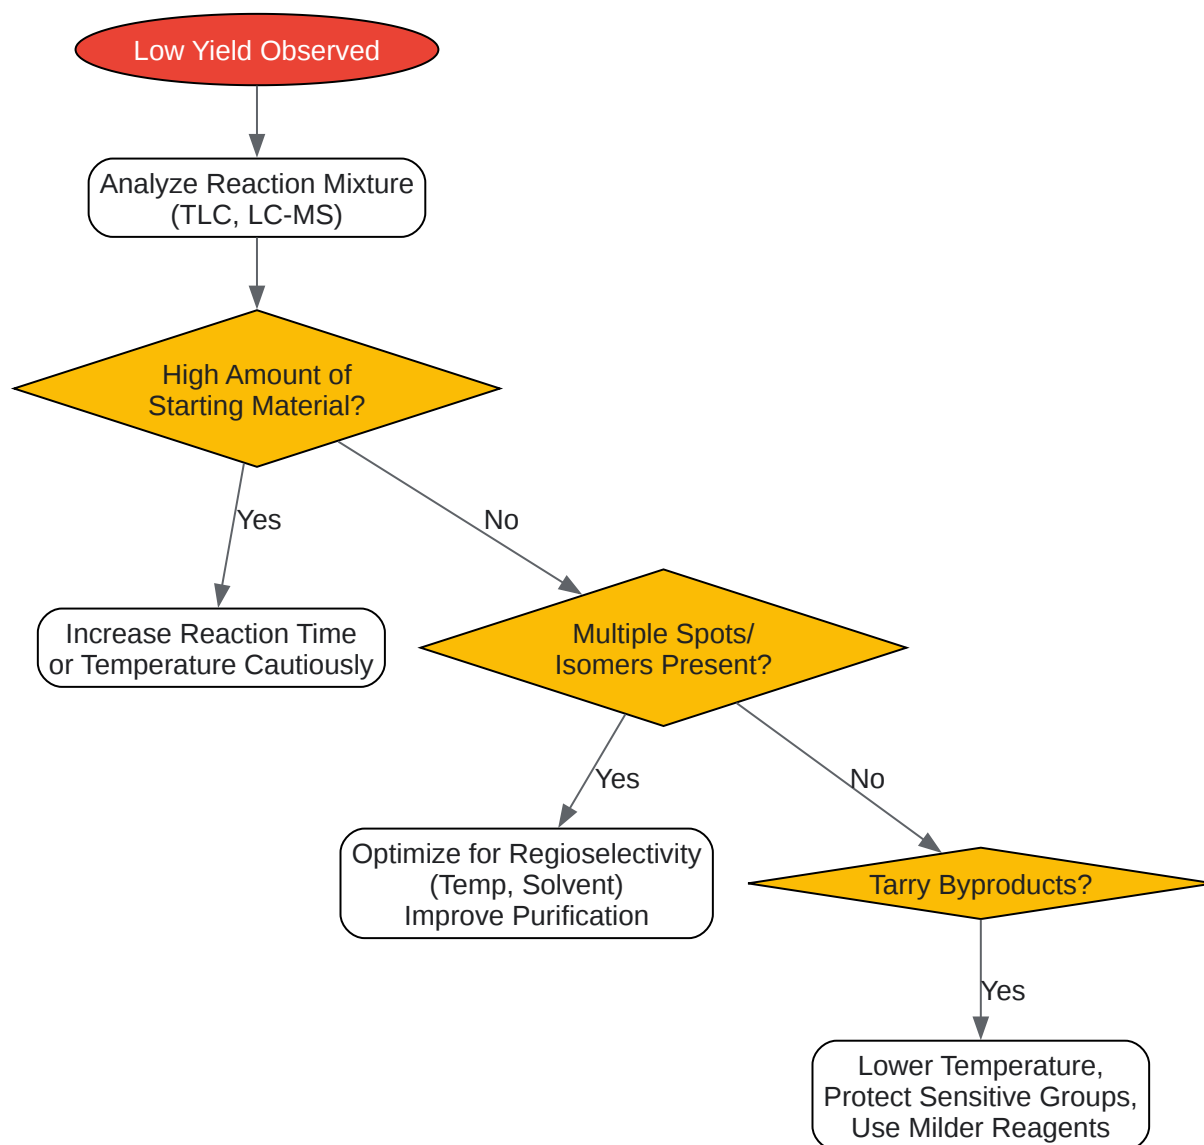 Low Yield Observed
Analyze Reaction Mixture
(TLC, LC-MS)
High Amount of
Starting Material?
Yes
No
Increase Reaction Time
or Temperature Cautiously
Multiple Spots/
Isomers Present?
Yes
No
Optimize for Regioselectivity
(Temp, Solvent)
Improve Purification
Tarry Byproducts?
Yes
Lower Temperature,
Protect Sensitive Groups,
Use Milder Reagents